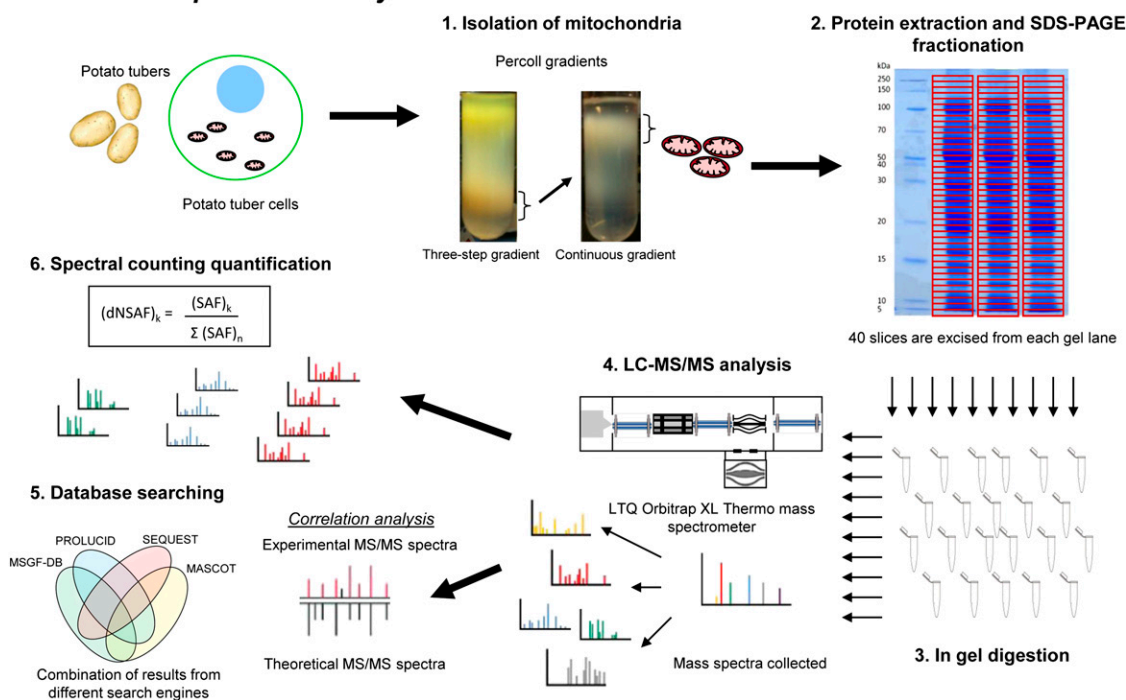 1. Isolation of mitochondria
2. Protein extraction and SDS-PAGE
fractionation
Potato tubers
Potato tuber cells
Percoll gradients
Three-step gradient
Continuous gradient
kDa
250
150
100
70
50
40
30
20
15
10
5
40 slices are excised from each gel lane
6. Spectral counting quantification
(dNSAF)k = (SAF)k
Σ (SAF)n
4. LC-MS/MS analysis
LTQ Orbitrap XL Thermo mass
spectrometer
Mass spectra collected
3. In gel digestion
5. Database searching
PROLUCID
SEQUEST
MSGF-DB
MASCOT
Combination of results from
different search engines
Correlation analysis
Experimental MS/MS spectra
Theoretical MS/MS spectra